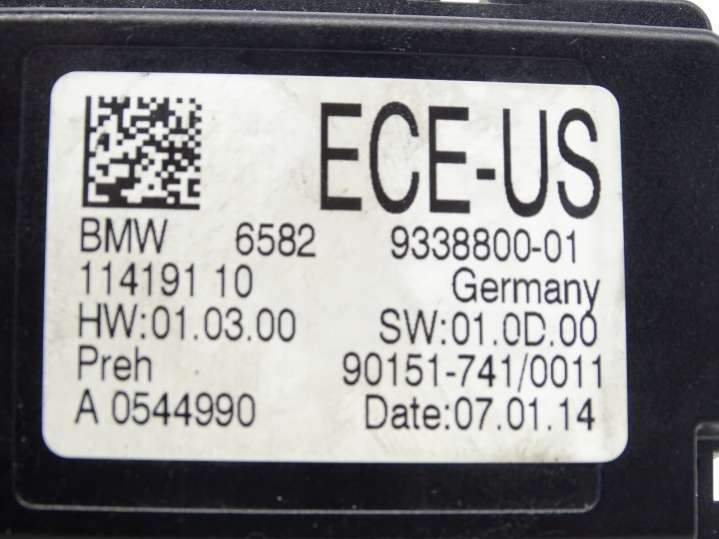 ECE-US
BMW 6582 9338800-01
114191 10 Germany
HW:01.03.00 SW:01.0D.00
Preh 90151-741/0011
A 0544990 Date:07.01.14